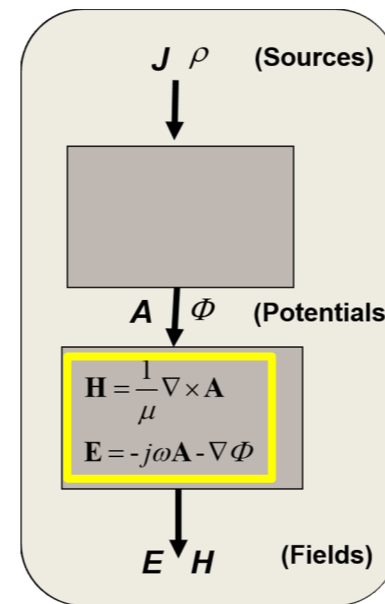 J ρ (Sources)
A Φ (Potentials
H = 1/μ ∇ × A
E = -jωA - ∇Φ
E H (Fields)